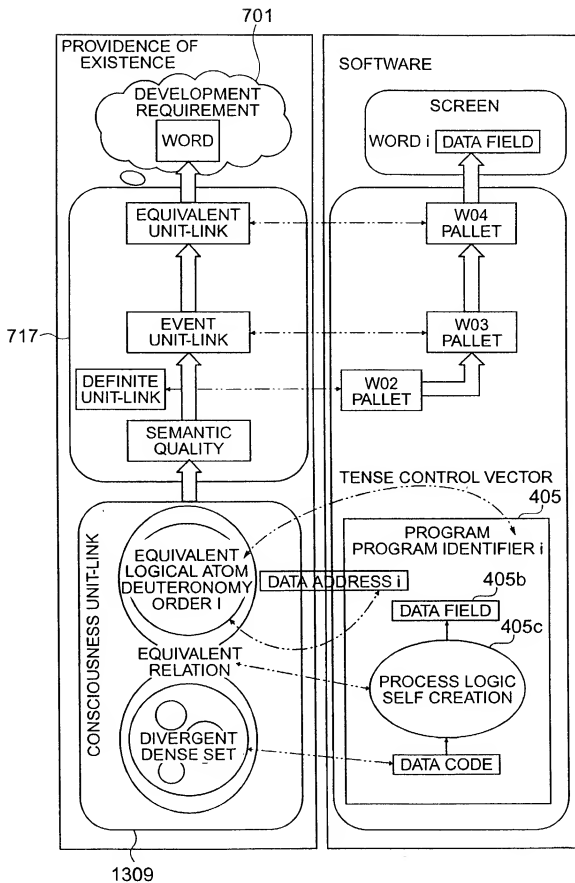 701
PROVIDENCE OF
EXISTENCE
DEVELOPMENT
REQUIREMENT
WORD
EQUIVALENT
UNIT-LINK
EVENT
UNIT-LINK
717
DEFINITE
UNIT-LINK
SEMANTIC
QUALITY
CONSCIOUSNESS UNIT-LINK
EQUIVALENT
LOGICAL ATOM
DEUTERONOMY
ORDER I
EQUIVALENT
RELATION
DIVERGENT
DENSE SET
1309
SOFTWARE
SCREEN
WORD i DATA FIELD
W04
PALLET
W03
PALLET
W02
PALLET
TENSE CONTROL VECTOR
405
PROGRAM
PROGRAM IDENTIFIER i
DATA ADDRESS i
405b
DATA FIELD
405c
PROCESS LOGIC
SELF CREATION
DATA CODE